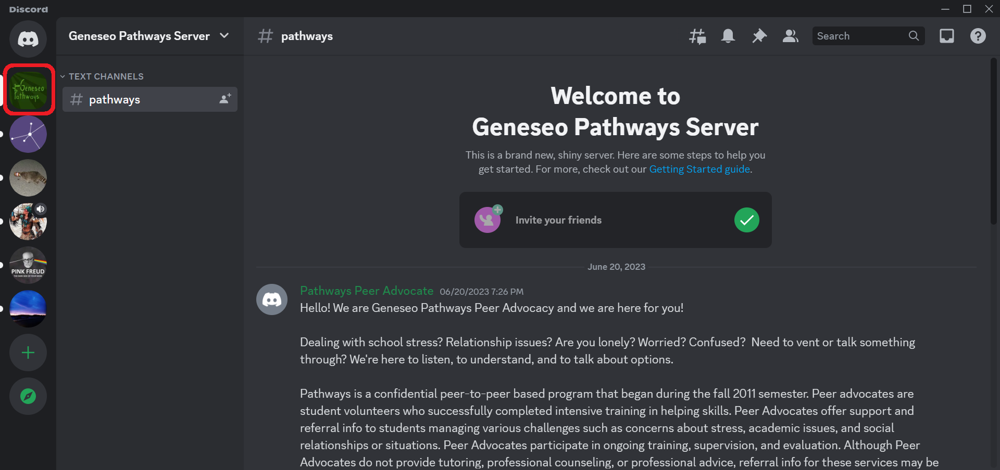 Discord
Geneseo Pathways Server
pathways
Search
Geneseo
Pathways
TEXT CHANNELS
pathways
PINK FREUD
THE DARK SIDE OF YOUR MOM
Welcome to
Geneseo Pathways Server
This is a brand new, shiny server. Here are some steps to help you
get started. For more, check out our Getting Started guide.
Invite your friends
June 20, 2023
Pathways Peer Advocate 06/20/2023 7:26 PM
Hello! We are Geneseo Pathways Peer Advocacy and we are here for you!
Dealing with school stress? Relationship issues? Are you lonely? Worried? Confused?  Need to vent or talk something
through? We're here to listen, to understand, and to talk about options.
Pathways is a confidential peer-to-peer based program that began during the fall 2011 semester. Peer advocates are
student volunteers who successfully completed intensive training in helping skills. Peer Advocates offer support and
referral info to students managing various challenges such as concerns about stress, academic issues, and social
relationships or situations. Peer Advocates participate in ongoing training, supervision, and evaluation. Although Peer
Advocates do not provide tutoring, professional counseling, or professional advice, referral info for these services may be